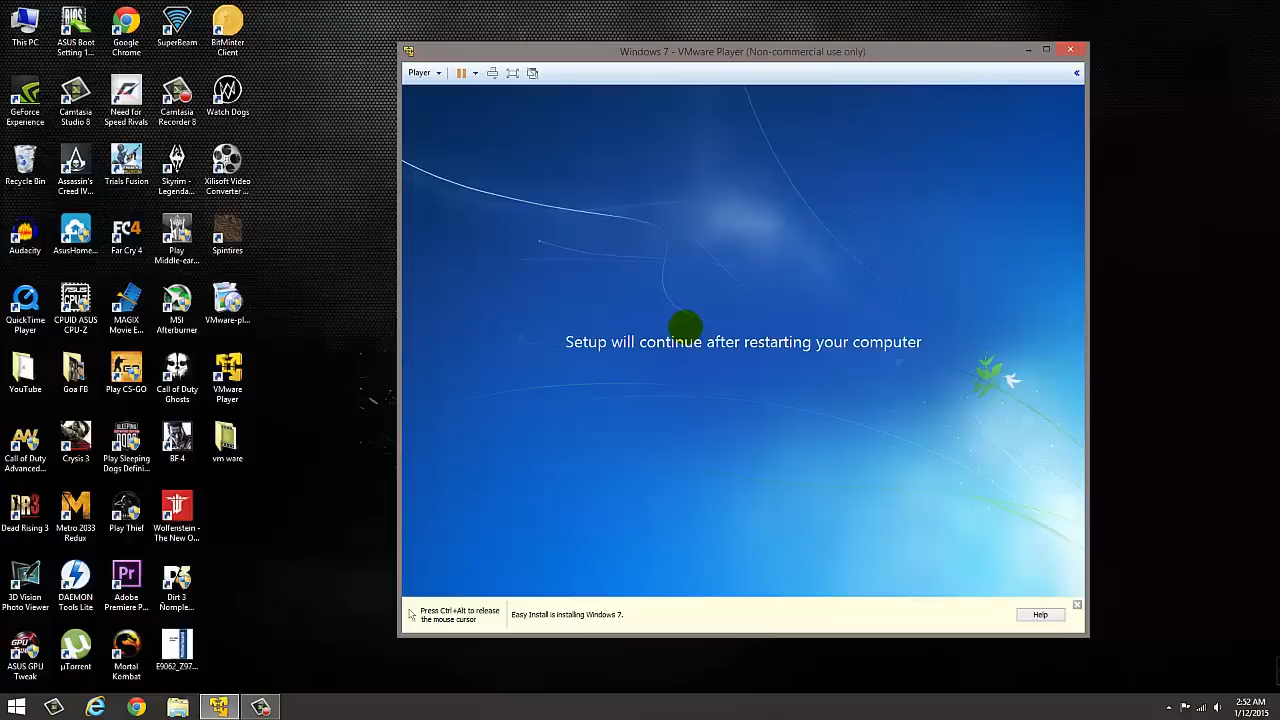 This PC
ASUS Boot
Setting 1...
Google
Chrome
SuperBeam
BitMinter
Client
GeForce
Experience
Camtasia
Studio 8
Need for
Speed Rivals
Camtasia
Recorder 8
Watch Dogs
Recycle Bin
Assassin's
Creed IV...
Trials Fusion
Skyrim -
Legenda...
Xilisoft Video
Converter ...
Audacity
AsusHome...
FC4
Far Cry 4
Play
Middle-ear...
Spintires
QuickTime
Player
CPUID ASUS
CPU-Z
MAGIX
Movie E...
MSI
Afterburner
VMware-pl...
YouTube
Goa FB
Play CS-GO
Call of Duty
Ghosts
VMware
Player
Call of Duty
Advanced...
Crysis 3
Play Sleeping
Dogs Defini...
BF 4
vm ware
DR3
Dead Rising 3
Metro 2033
Redux
Play Thief
Wolfenstein -
The New O...
3D Vision
Photo Viewer
DAEMON
Tools Lite
Pr
Adobe
Premiere P...
Dirt 3
Ñomple...
ASUS GPU
Tweak
µTorrent
Mortal
Kombat
E9062_Z97...
Windows 7 - VMware Player (Non-commercial use only)
Player
Setup will continue after restarting your computer
Press Ctrl+Alt to release
the mouse cursor
Easy Install is installing Windows 7.
Help
2:52 AM
1/12/2015